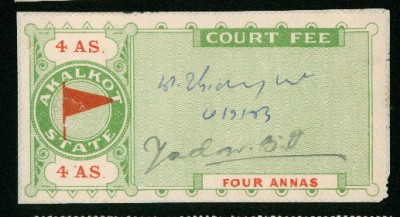 4 AS.
COURT FEE
AKALKOT
STATE
4 AS.
FOUR ANNAS